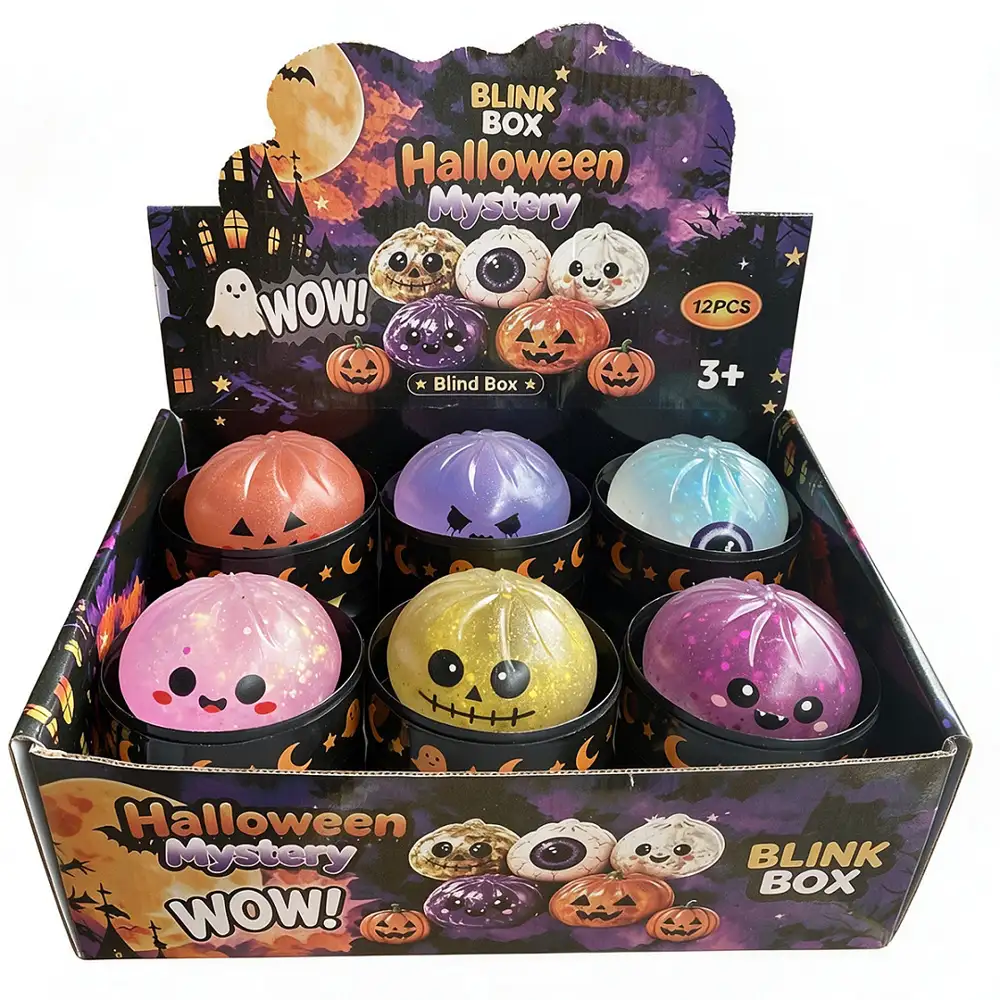 BLINK
BOX
Halloween
Mystery
WOW!
12PCS
3+
★ Blind Box ★
Halloween
Mystery
WOW!
BLINK
BOX